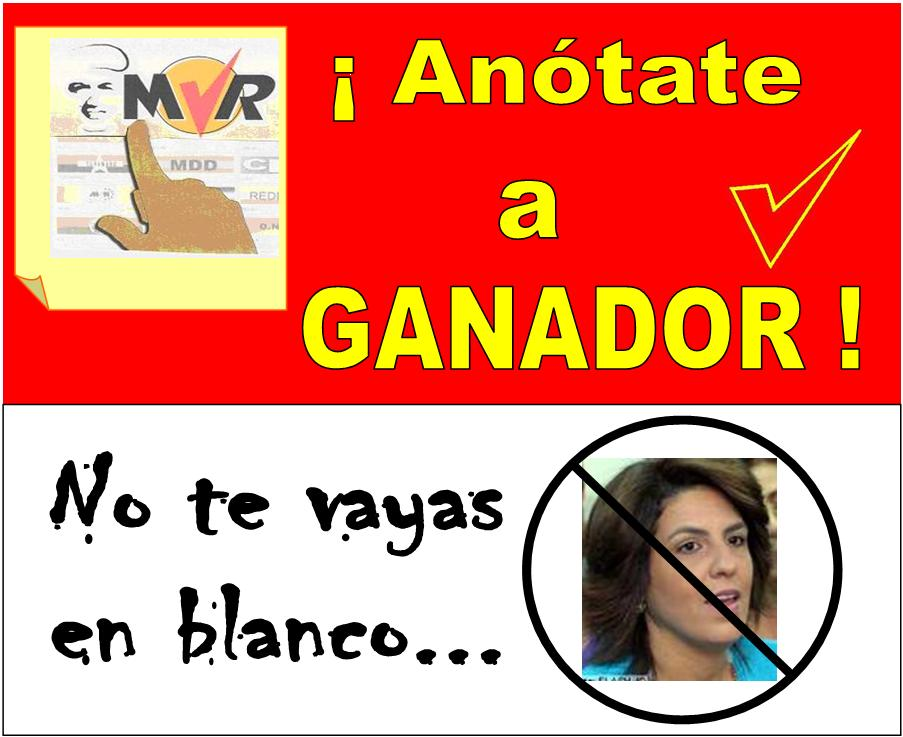 MVR
MDD
¡ Anótate
a
GANADOR !
No te vayas
en blanco...